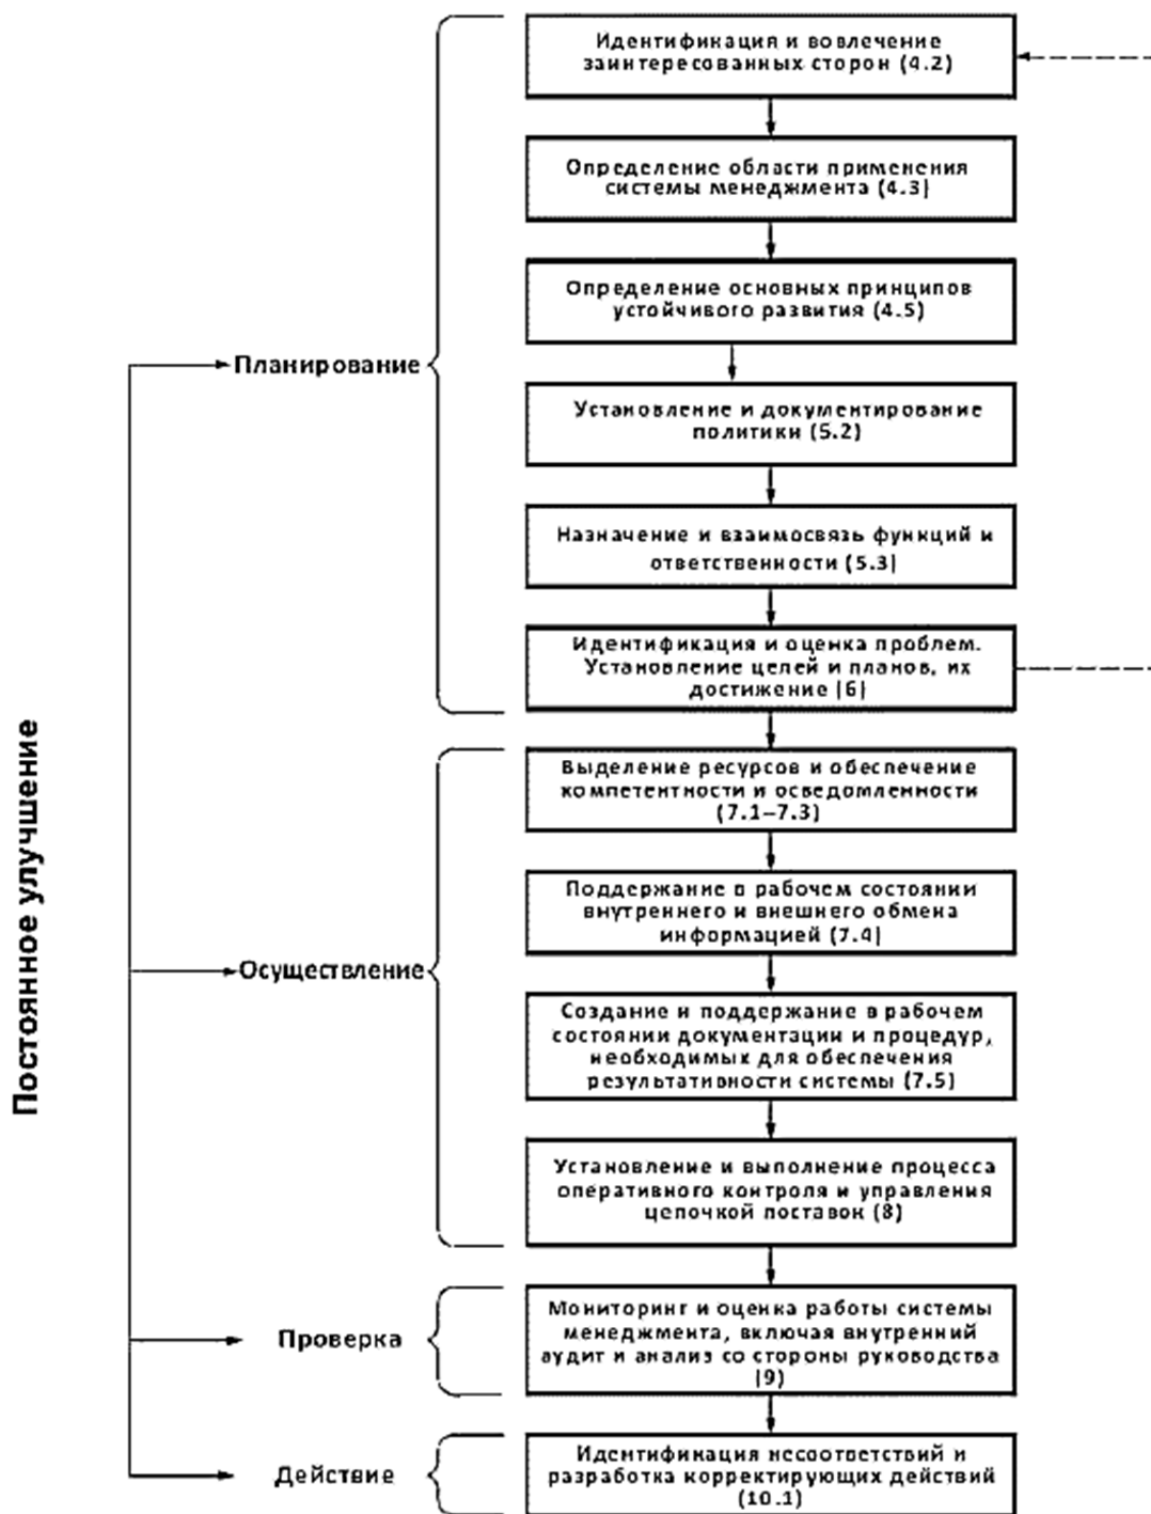 Идентификация и вовлечение
заинтересованных сторон (4.2)
Определение области применения
системы менеджмента (4.3)
Определение основных принципов
устойчивого развития (4.5)
Планирование
Установление и документирование
политики (5.2)
Назначение и взаимосвязь функций и
ответственности (5.3)
Идентификация и оценка проблем.
Установление целей и планов, их
достижение (6)
Постоянное улучшение
Выделение ресурсов и обеспечение
компетентности и осведомленности
(7.1–7.3)
Поддержание в рабочем состоянии
внутреннего и внешнего обмена
информацией (7.4)
Осуществление
Создание и поддержание в рабочем
состоянии документации и процедур,
необходимых для обеспечения
результативности системы (7.5)
Установление и выполнение процесса
оперативного контроля и управления
цепочкой поставок (8)
Проверка
Мониторинг и оценка работы системы
менеджмента, включая внутренний
аудит и анализ со стороны руководства
(9)
Действие
Идентификация несоответствий и
разработка корректирующих действий
(10.1)